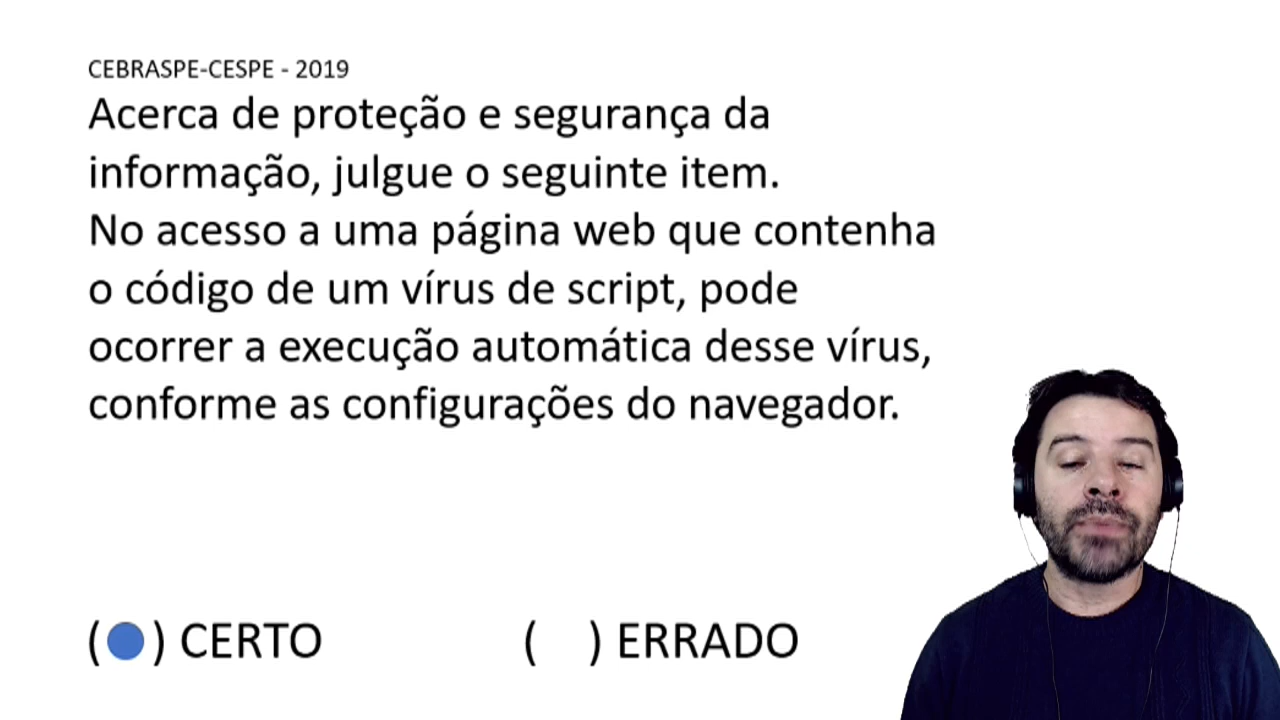 CEBRASPE-CESPE - 2019
Acerca de proteção e segurança da
informação, julgue o seguinte item.
No acesso a uma página web que contenha
o código de um vírus de script, pode
ocorrer a execução automática desse vírus,
conforme as configurações do navegador.
( ) CERTO ( ) ERRADO